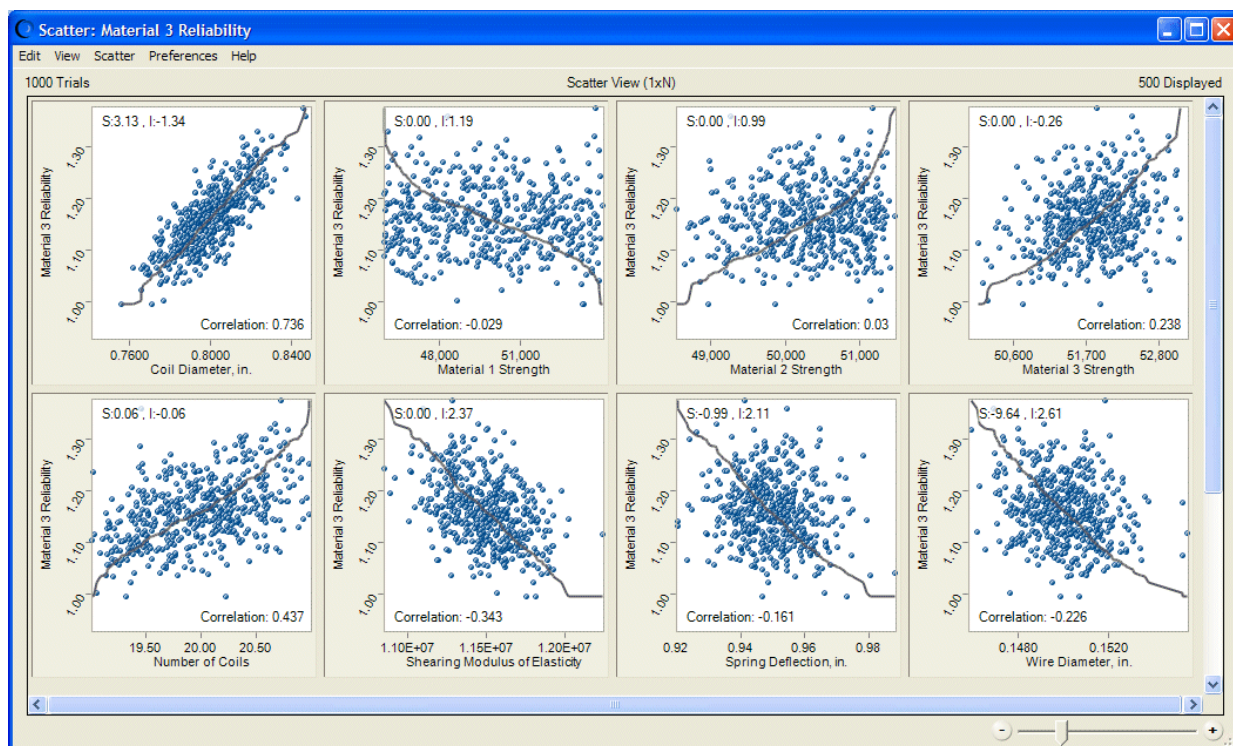 Scatter: Material 3 Reliability
Edit View Scatter Preferences Help
1000 Trials Scatter View (1xN) 500 Displayed
S:3.13 , I:-1.34
Material 3 Reliability
1.30
1.20
1.10
1.00
Correlation: 0.736
0.7600 0.8000 0.8400
Coil Diameter, in.
S:0.00 , I:1.19
Material 3 Reliability
1.30
1.20
1.10
1.00
Correlation: -0.029
48,000 51,000
Material 1 Strength
S:0.00 , I:0.99
Material 3 Reliability
1.30
1.20
1.10
1.00
Correlation: 0.03
49,000 50,000 51,000
Material 2 Strength
S:0.00 , I:-0.26
Material 3 Reliability
1.30
1.20
1.10
1.00
Correlation: 0.238
50,600 51,700 52,800
Material 3 Strength
S:0.06 , I:-0.06
Material 3 Reliability
1.30
1.20
1.10
1.00
Correlation: 0.437
19.50 20.00 20.50
Number of Coils
S:0.00 , I:2.37
Material 3 Reliability
1.30
1.20
1.10
1.00
Correlation: -0.343
1.10E+07 1.15E+07 1.20E+07
Shearing Modulus of Elasticity
S:-0.99 , I:2.11
Material 3 Reliability
1.30
1.20
1.10
1.00
Correlation: -0.161
0.92 0.94 0.96 0.98
Spring Deflection, in.
S:-9.64 , I:2.61
Material 3 Reliability
1.30
1.20
1.10
1.00
Correlation: -0.226
0.1480 0.1520
Wire Diameter, in.